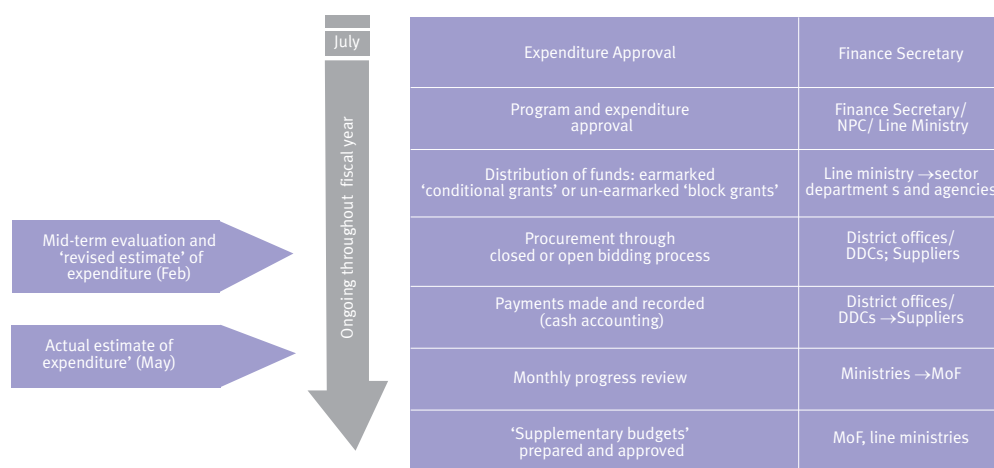 July
Ongoing throughout fiscal year
Mid-term evaluation and
‘revised estimate’ of
expenditure (Feb)
Actual estimate of
expenditure’ (May)
Expenditure Approval
Finance Secretary
Program and expenditure
approval
Finance Secretary/
NPC/ Line Ministry
Distribution of funds: earmarked
‘conditional grants’ or un-earmarked ‘block grants’
Line ministry →sector
department s and agencies
Procurement through
closed or open bidding process
District offices/
DDCs; Suppliers
Payments made and recorded
(cash accounting)
District offices/
DDCs →Suppliers
Monthly progress review
Ministries →MoF
‘Supplementary budgets’
prepared and approved
MoF, line ministries